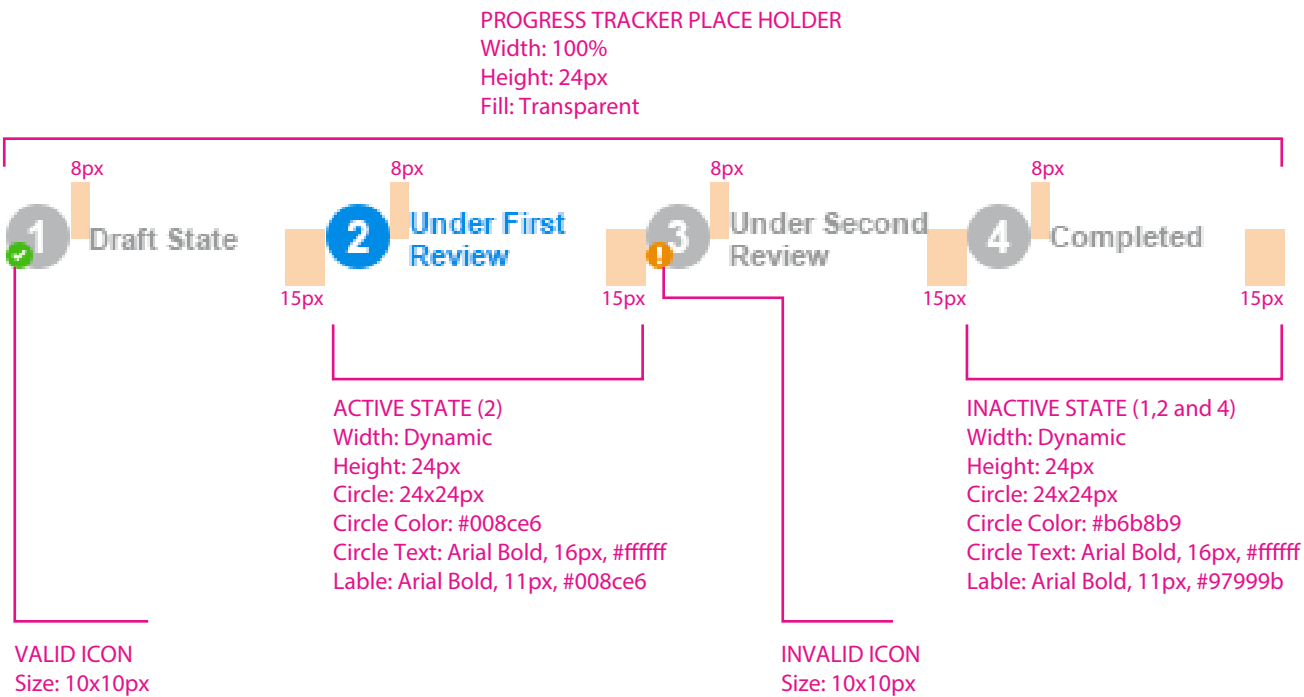 PROGRESS TRACKER PLACE HOLDER
Width: 100%
Height: 24px
Fill: Transparent
8px
8px
8px
8px
1
Draft State
2
Under First
Review
3
Under Second
Review
4
Completed
15px
15px
15px
15px
ACTIVE STATE (2)
Width: Dynamic
Height: 24px
Circle: 24x24px
Circle Color: #008ce6
Circle Text: Arial Bold, 16px, #ffffff
Lable: Arial Bold, 11px, #008ce6
INACTIVE STATE (1,2 and 4)
Width: Dynamic
Height: 24px
Circle: 24x24px
Circle Color: #b6b8b9
Circle Text: Arial Bold, 16px, #ffffff
Lable: Arial Bold, 11px, #97999b
VALID ICON
Size: 10x10px
INVALID ICON
Size: 10x10px